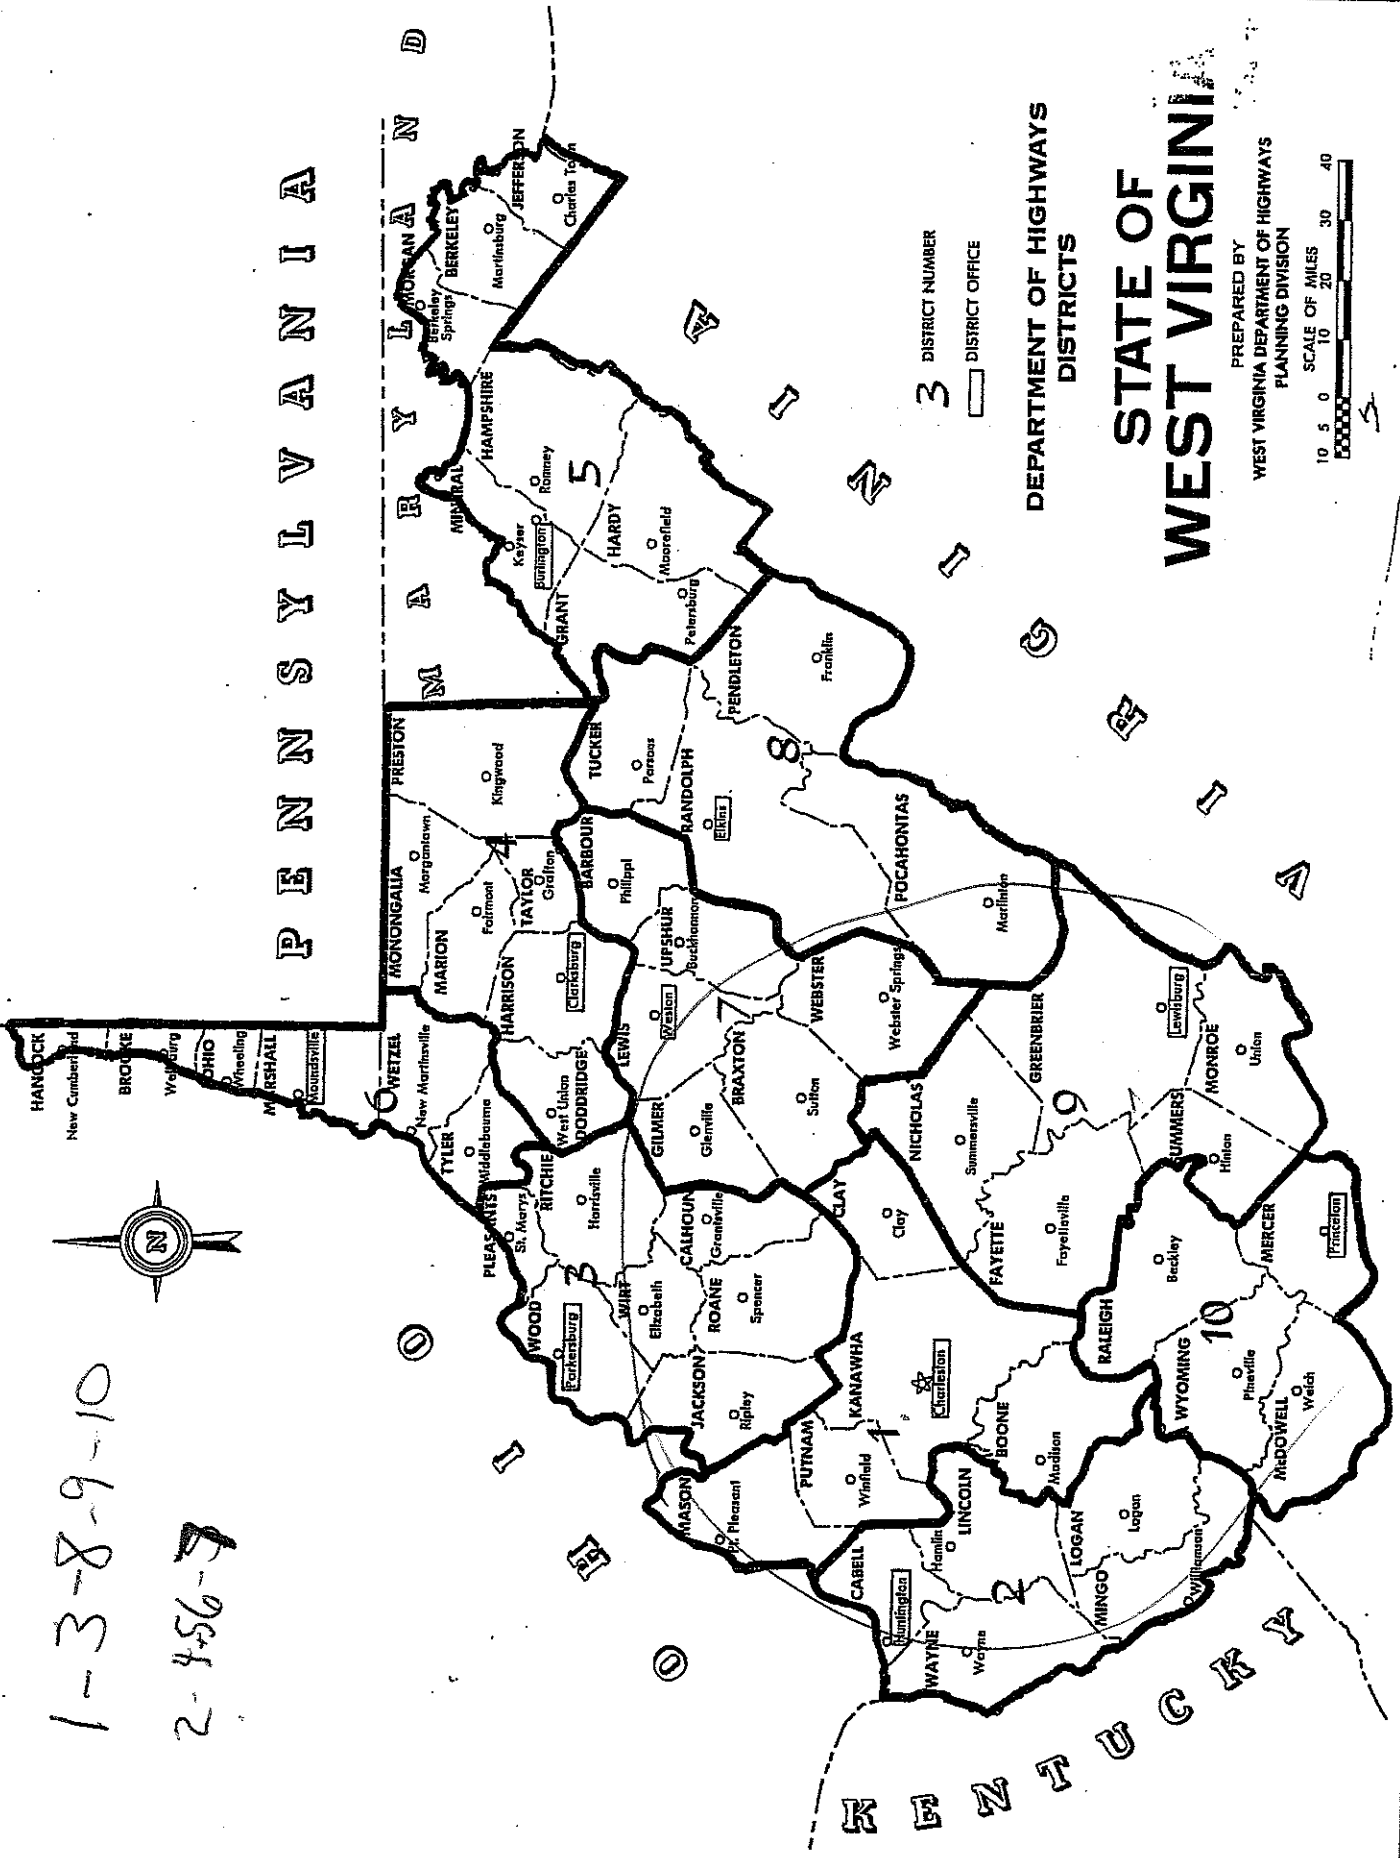 1-3-8-9-10
2-4-5-6-7
N
PENNSYLVANIA
MARYLAND
OHIO
KENTUCKY
VIRGINIA
HANCOCK
New Cumberland
BROOKE
Wellsburg
OHIO
Wheeling
MARSHALL
Moundsville
6
WETZEL
New Martinsville
TYLER
Middlebourne
PLEASANTS
St. Marys
RITCHIE
Harrisville
WOOD
Parkersburg
3
WIRT
Elizabeth
CALHOUN
Grantsville
ROANE
Spencer
JACKSON
Ripley
MASON
Pt. Pleasant
PUTNAM
Winfield
1
KANAWHA
Charleston
CLAY
Clay
BOONE
Madison
CABELL
Huntington
WAYNE
Wayne
LINCOLN
Hamlin
2
LOGAN
Logan
MINGO
Williamson
MONONGALIA
Morgantown
MARION
Fairmont
PRESTON
Kingwood
4
TAYLOR
Grafton
HARRISON
Clarksburg
DODDRIDGE
West Union
BARBOUR
Philippi
UPSHUR
Buckhannon
LEWIS
Weston
7
GILMER
Glenville
BRAXTON
Sutton
WEBSTER
Webster Springs
TUCKER
Parsons
RANDOLPH
Elkins
8
PENDLETON
Franklin
POCAHONTAS
Marlinton
GRANT
Petersburg
MINERAL
Keyser
Burlington
HAMPSHIRE
Romney
5
HARDY
Moorefield
MORGAN
Berkeley Springs
BERKELEY
Martinsburg
JEFFERSON
Charles Town
NICHOLAS
Summersville
GREENBRIER
Lewisburg
9
FAYETTE
Fayetteville
SUMMERS
Hinton
MONROE
Union
RALEIGH
Beckley
10
MERCER
Princeton
WYOMING
Pineville
McDOWELL
Welch
3 DISTRICT NUMBER
DISTRICT OFFICE
DEPARTMENT OF HIGHWAYS
DISTRICTS
STATE OF
WEST VIRGINIA
PREPARED BY
WEST VIRGINIA DEPARTMENT OF HIGHWAYS
PLANNING DIVISION
SCALE OF MILES
10 5 0 10 20 30 40